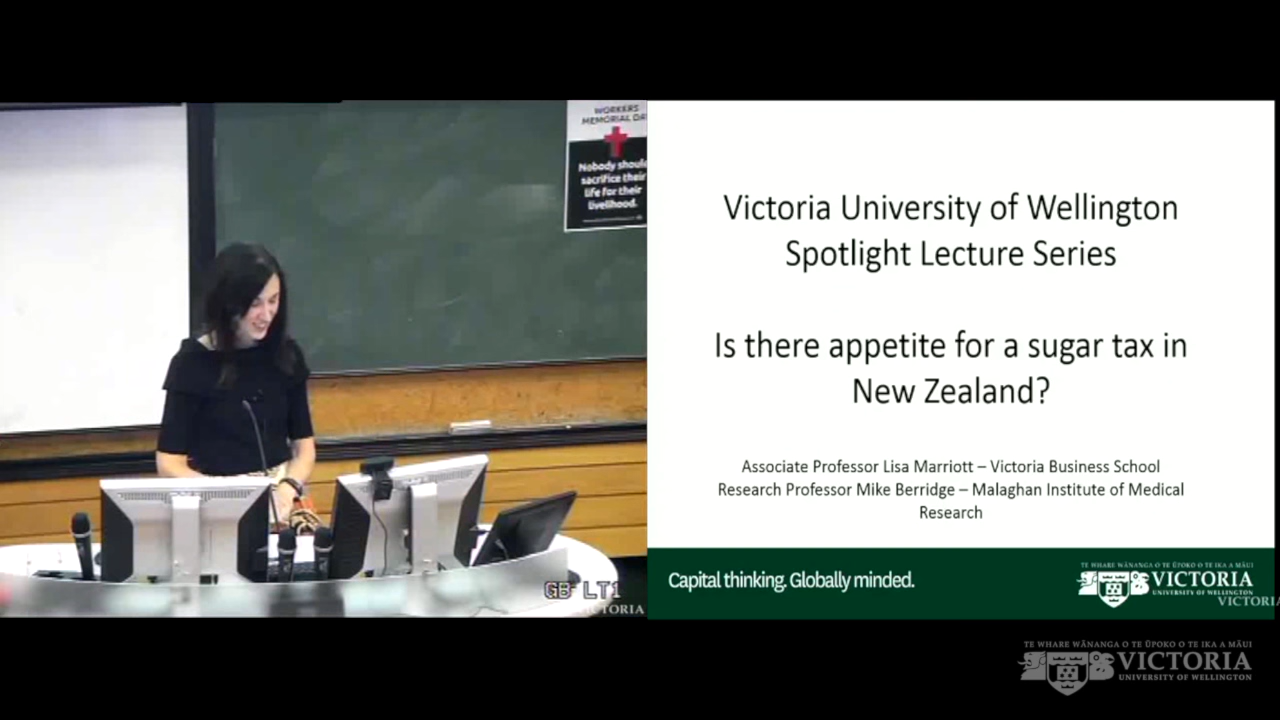 WORKERS
MEMORIAL DA
Nobody shoul
sacrifice their
life for their
livelihood.
GB LT1
VICTORIA
Victoria University of Wellington
Spotlight Lecture Series
Is there appetite for a sugar tax in
New Zealand?
Associate Professor Lisa Marriott – Victoria Business School
Research Professor Mike Berridge – Malaghan Institute of Medical
Research
Capital thinking. Globally minded.
TE WHARE WĀNANGA O TE ŪPOKO O TE IKA A MĀUI
VICTORIA
UNIVERSITY OF WELLINGTON
VICTORIA
TE WHARE WĀNANGA O TE ŪPOKO O TE IKA A MĀUI
VICTORIA
UNIVERSITY OF WELLINGTON